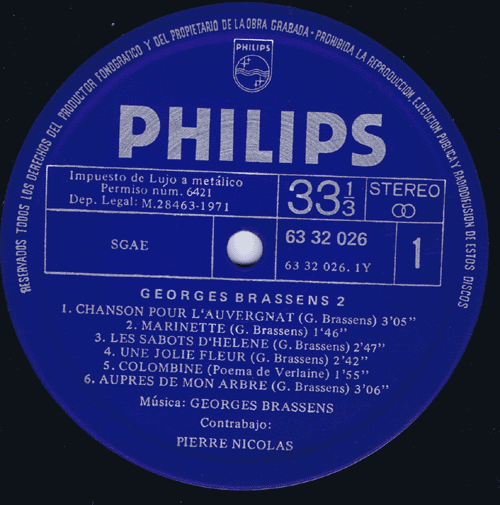 RESERVADOS TODOS LOS DERECHOS DEL PRODUCTOR FONOGRAFICO Y DEL PROPIETARIO DE LA OBRA GRABADA · PROHIBIDA LA REPRODUCCION, EJECUCION PUBLICA Y RADIODIFUSION DE ESTOS DISCOS
PHILIPS
PHILIPS
Impuesto de Lujo a metálico
Permiso núm. 6421
Dep. Legal: M.28463-1971
33 1/3
STEREO
SGAE
63 32 026
63 32 026.1Y
1
GEORGES BRASSENS 2
1. CHANSON POUR L'AUVERGNAT (G. Brassens) 3'05"
2. MARINETTE (G. Brassens) 1'46"
3. LES SABOTS D'HELENE (G. Brassens) 2'47"
4. UNE JOLIE FLEUR (G. Brassens) 2'42"
5. COLOMBINE (Poema de Verlaine) 1'55"
6. AUPRES DE MON ARBRE (G. Brassens) 3'06"
Música: GEORGES BRASSENS
Contrabajo:
PIERRE NICOLAS